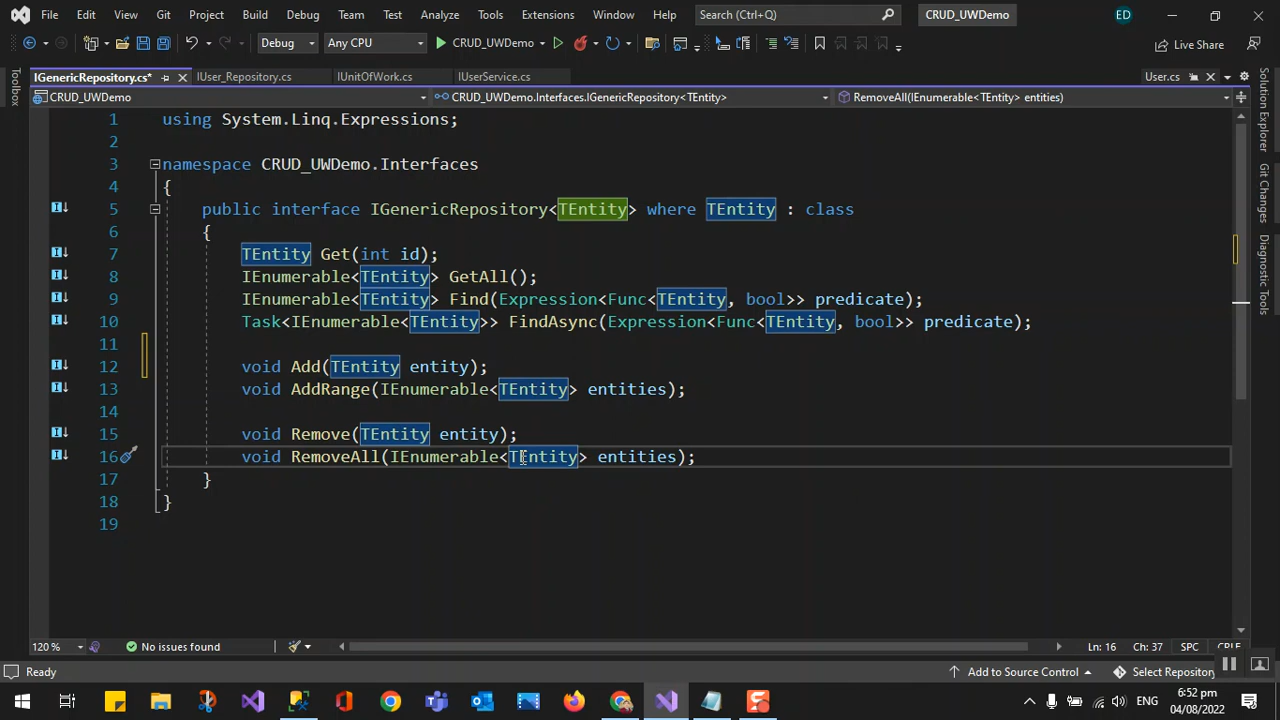 File Edit View Git Project Build Debug Team Test Analyze Tools Extensions Window Help Search (Ctrl+Q) CRUD_UWDemo ED
Debug Any CPU CRUD_UWDemo Live Share
IGenericRepository.cs* IUser_Repository.cs IUnitOfWork.cs IUserService.cs User.cs
CRUD_UWDemo CRUD_UWDemo.Interfaces.IGenericRepository<TEntity> RemoveAll(IEnumerable<TEntity> entities)
Toolbox
Solution Explorer
Git Changes
Diagnostic Tools
1 using System.Linq.Expressions;
2
3 namespace CRUD_UWDemo.Interfaces
4 {
5 public interface IGenericRepository<TEntity> where TEntity : class
6 {
7 TEntity Get(int id);
8 IEnumerable<TEntity> GetAll();
9 IEnumerable<TEntity> Find(Expression<Func<TEntity, bool>> predicate);
10 Task<IEnumerable<TEntity>> FindAsync(Expression<Func<TEntity, bool>> predicate);
11
12 void Add(TEntity entity);
13 void AddRange(IEnumerable<TEntity> entities);
14
15 void Remove(TEntity entity);
16 void RemoveAll(IEnumerable<TEntity> entities);
17 }
18 }
19
120 % No issues found Ln: 16 Ch: 37 SPC CRLF
Ready Add to Source Control Select Repository
ENG 6:52 pm
04/08/2022